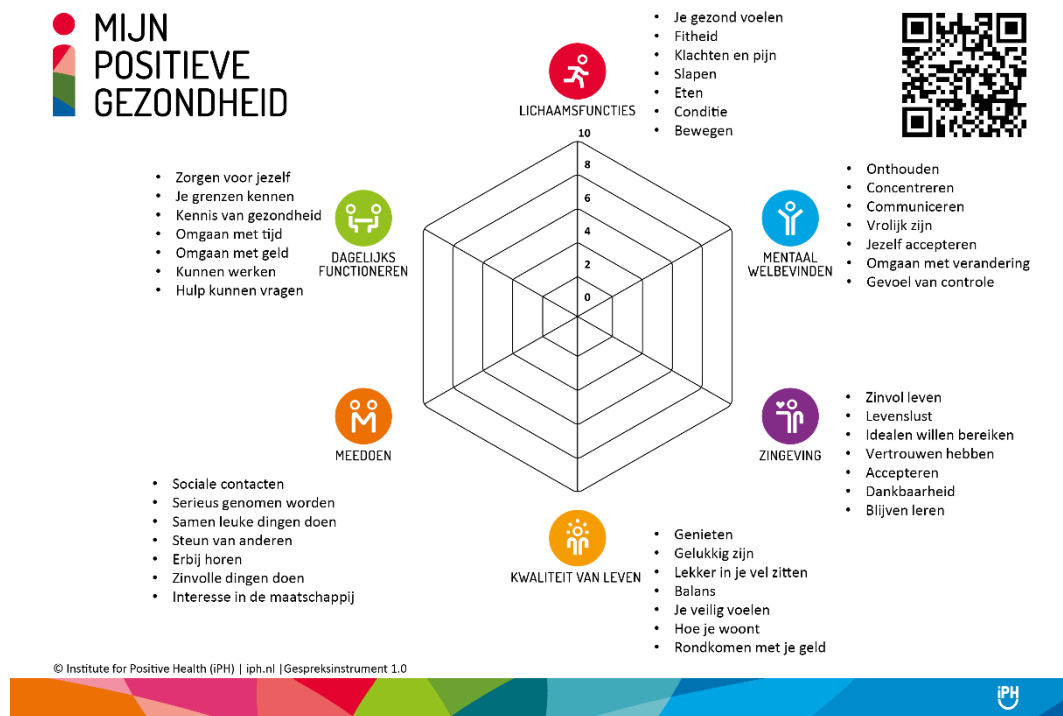 MIJN
POSITIEVE
GEZONDHEID
• Je gezond voelen
• Fitheid
• Klachten en pijn
• Slapen
• Eten
• Conditie
• Bewegen
LICHAAMSFUNCTIES
10
8
6
4
2
0
• Zorgen voor jezelf
• Je grenzen kennen
• Kennis van gezondheid
• Omgaan met tijd
• Omgaan met geld
• Kunnen werken
• Hulp kunnen vragen
DAGELIJKS
FUNCTIONEREN
MENTAAL
WELBEVINDEN
• Onthouden
• Concentreren
• Communiceren
• Vrolijk zijn
• Jezelf accepteren
• Omgaan met verandering
• Gevoel van controle
MEEDOEN
• Sociale contacten
• Serieus genomen worden
• Samen leuke dingen doen
• Steun van anderen
• Erbij horen
• Zinvolle dingen doen
• Interesse in de maatschappij
ZINGEVING
• Zinvol leven
• Levenslust
• Idealen willen bereiken
• Vertrouwen hebben
• Accepteren
• Dankbaarheid
• Blijven leren
KWALITEIT VAN LEVEN
• Genieten
• Gelukkig zijn
• Lekker in je vel zitten
• Balans
• Je veilig voelen
• Hoe je woont
• Rondkomen met je geld
© Institute for Positive Health (iPH) | iph.nl |Gespreksinstrument 1.0
iPH